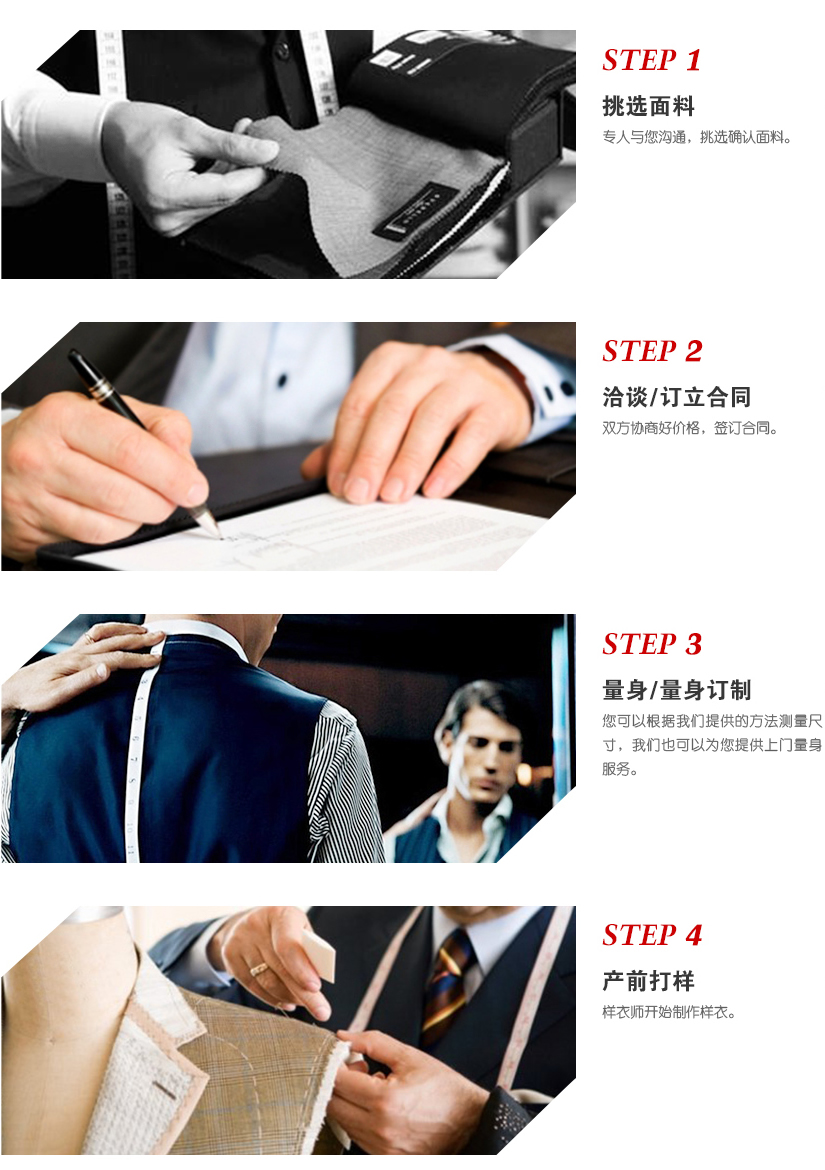 STEP 1
挑选面料
专人与您沟通，挑选确认面料。
STEP 2
洽谈/订立合同
双方协商好价格，签订合同。
STEP 3
量身/量身订制
您可以根据我们提供的方法测量尺
寸，我们也可以为您提供上门量身
服务。
STEP 4
产前打样
样衣师开始制作样衣。